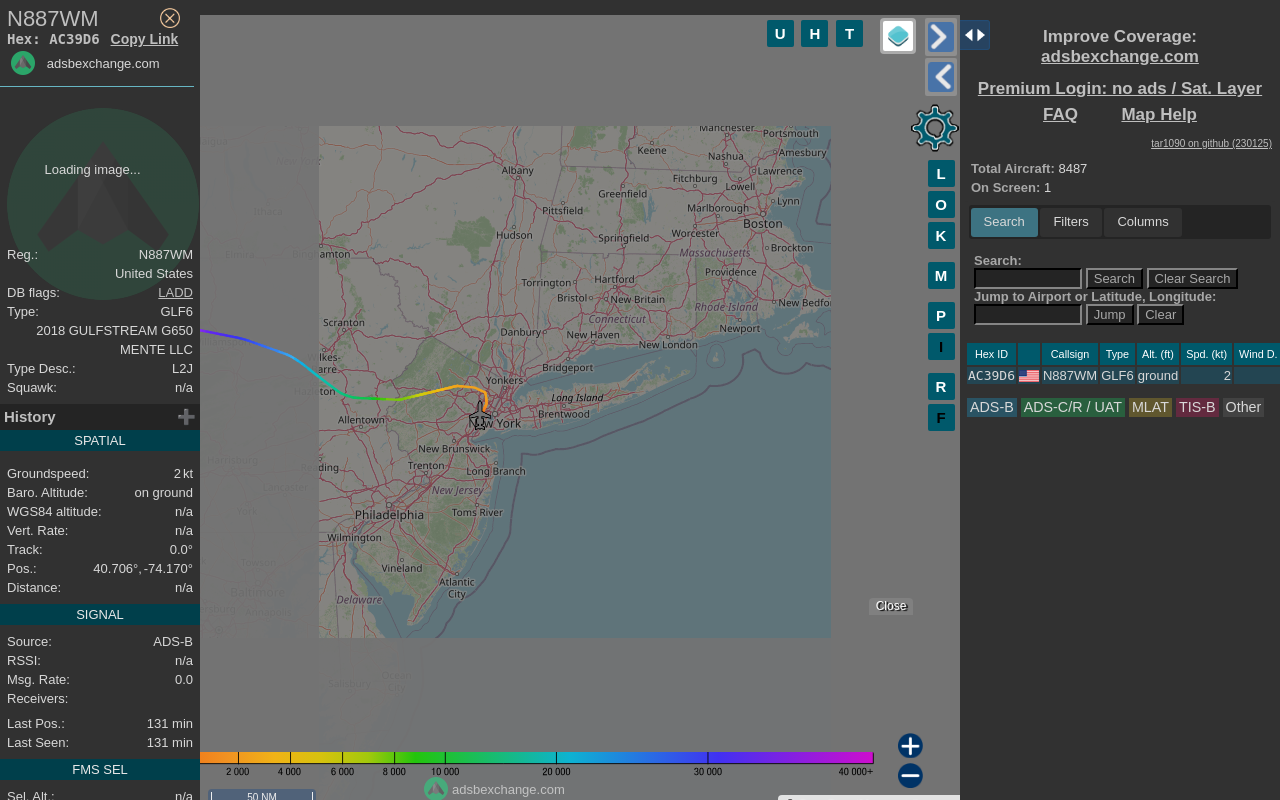 N887WM
Hex: AC39D6 Copy Link
adsbexchange.com
Loading image...
Reg.: N887WM
United States
DB flags: LADD
Type: GLF6
2018 GULFSTREAM G650
MENTE LLC
Type Desc.: L2J
Squawk: n/a
History
SPATIAL
Groundspeed: 2 kt
Baro. Altitude: on ground
WGS84 altitude: n/a
Vert. Rate: n/a
Track: 0.0°
Pos.: 40.706°, -74.170°
Distance: n/a
SIGNAL
Source: ADS-B
RSSI: n/a
Msg. Rate: 0.0
Receivers:
Last Pos.: 131 min
Last Seen: 131 min
FMS SEL
Sel. Alt.: n/a
U H T
L
O
K
M
P
I
R
F
Manchester
Portsmouth
Keene
Nashua
Amesbury
Albany
Fitchburg
Lawrence
Greenfield
Lowell
Pittsfield
Marlborough
Lynn
Hudson
Springfield
Worcester
Boston
Massachusetts
Brockton
Torrington
Hartford
Providence
Bristol
New Britain
New Bedfo
Scranton
Connecticut
Rhode Island
Danbury
New Haven
Newport
New London
Bridgeport
Yonkers
Long Island
Brentwood
Allentown
New York
New Brunswick
Trenton
Long Branch
New Jersey
Philadelphia
Toms River
Wilmington
Vineland
Atlantic
City
Delaware
Baltimore
Close
2 000 4 000 6 000 8 000 10 000 20 000 30 000 40 000+
adsbexchange.com
50 NM
Improve Coverage:
adsbexchange.com
Premium Login: no ads / Sat. Layer
FAQ Map Help
tar1090 on github (230125)
Total Aircraft: 8487
On Screen: 1
Search Filters Columns
Search:
Search Clear Search
Jump to Airport or Latitude, Longitude:
Jump Clear
Hex ID Callsign Type Alt. (ft) Spd. (kt) Wind D.
AC39D6 N887WM GLF6 ground 2
ADS-B ADS-C/R / UAT MLAT TIS-B Other